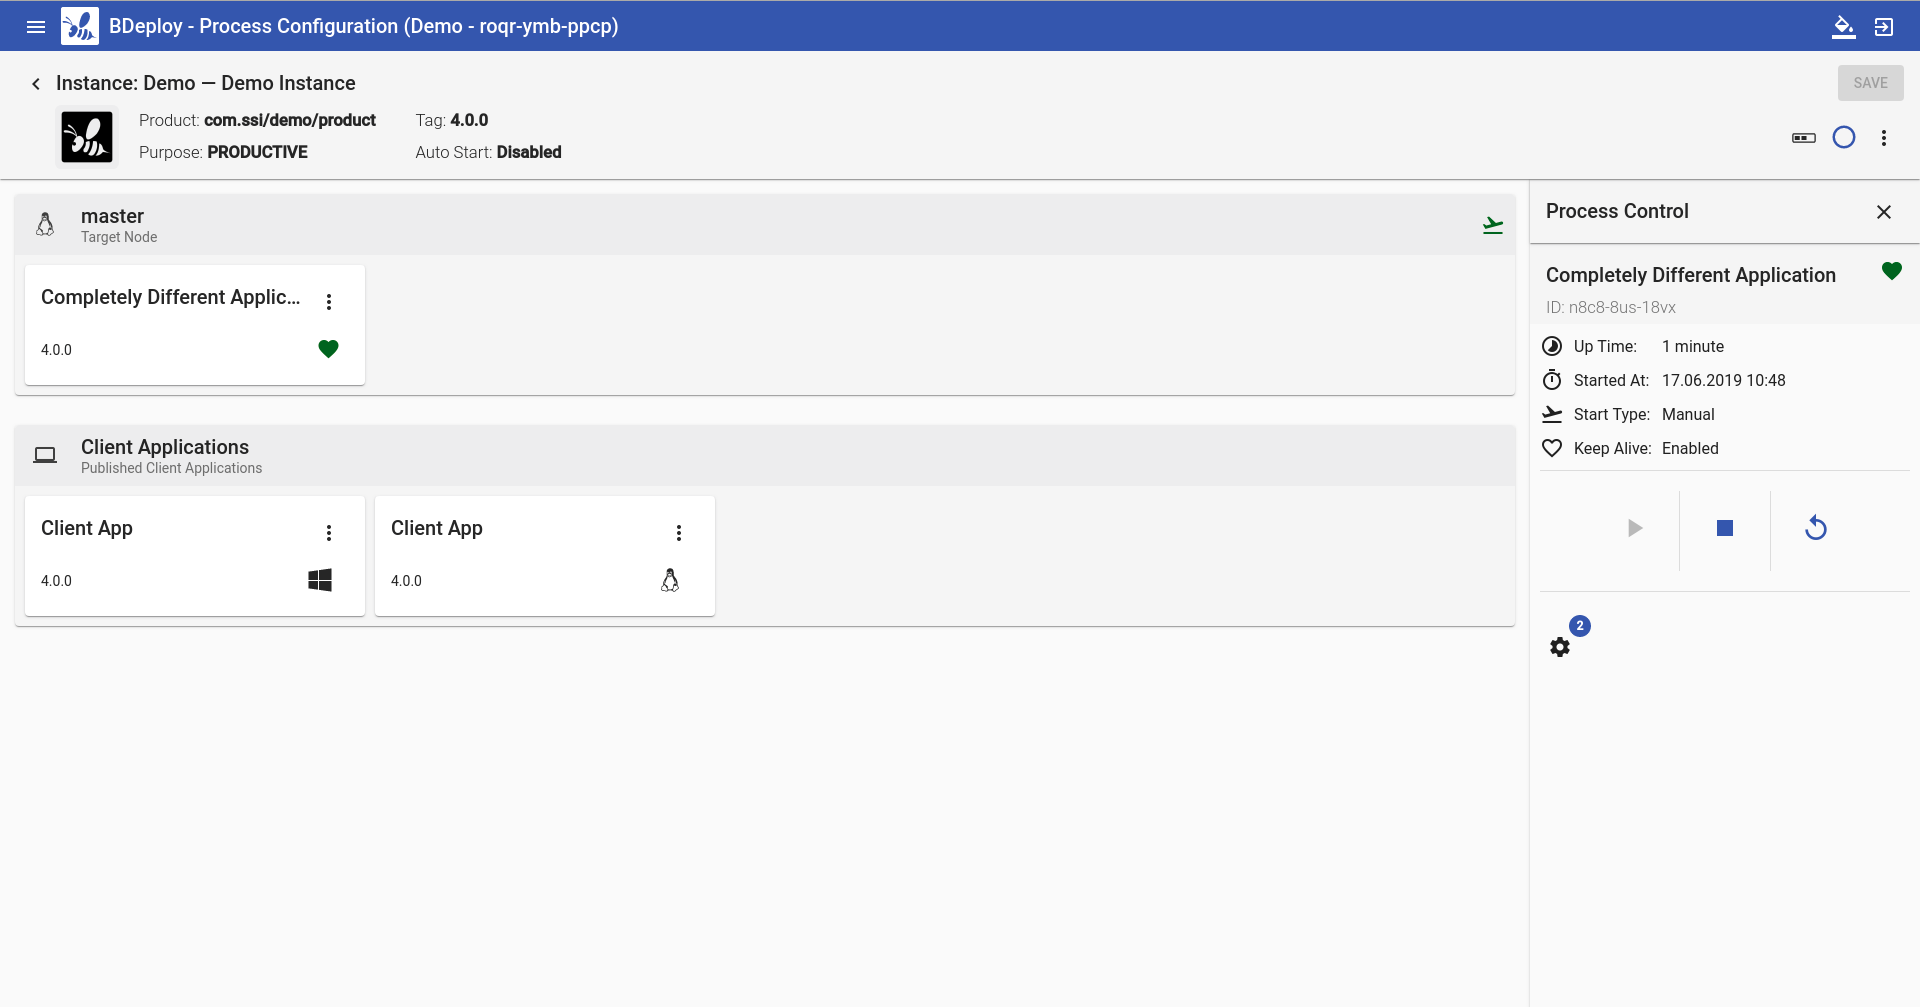 BDeploy - Process Configuration (Demo - roqr-ymb-ppcp)
Instance: Demo — Demo Instance
SAVE
Product: com.ssi/demo/product
Tag: 4.0.0
Purpose: PRODUCTIVE
Auto Start: Disabled
master
Target Node
Completely Different Applic...
4.0.0
Client Applications
Published Client Applications
Client App
4.0.0
Client App
4.0.0
Process Control
Completely Different Application
ID: n8c8-8us-18vx
Up Time: 1 minute
Started At: 17.06.2019 10:48
Start Type: Manual
Keep Alive: Enabled
2